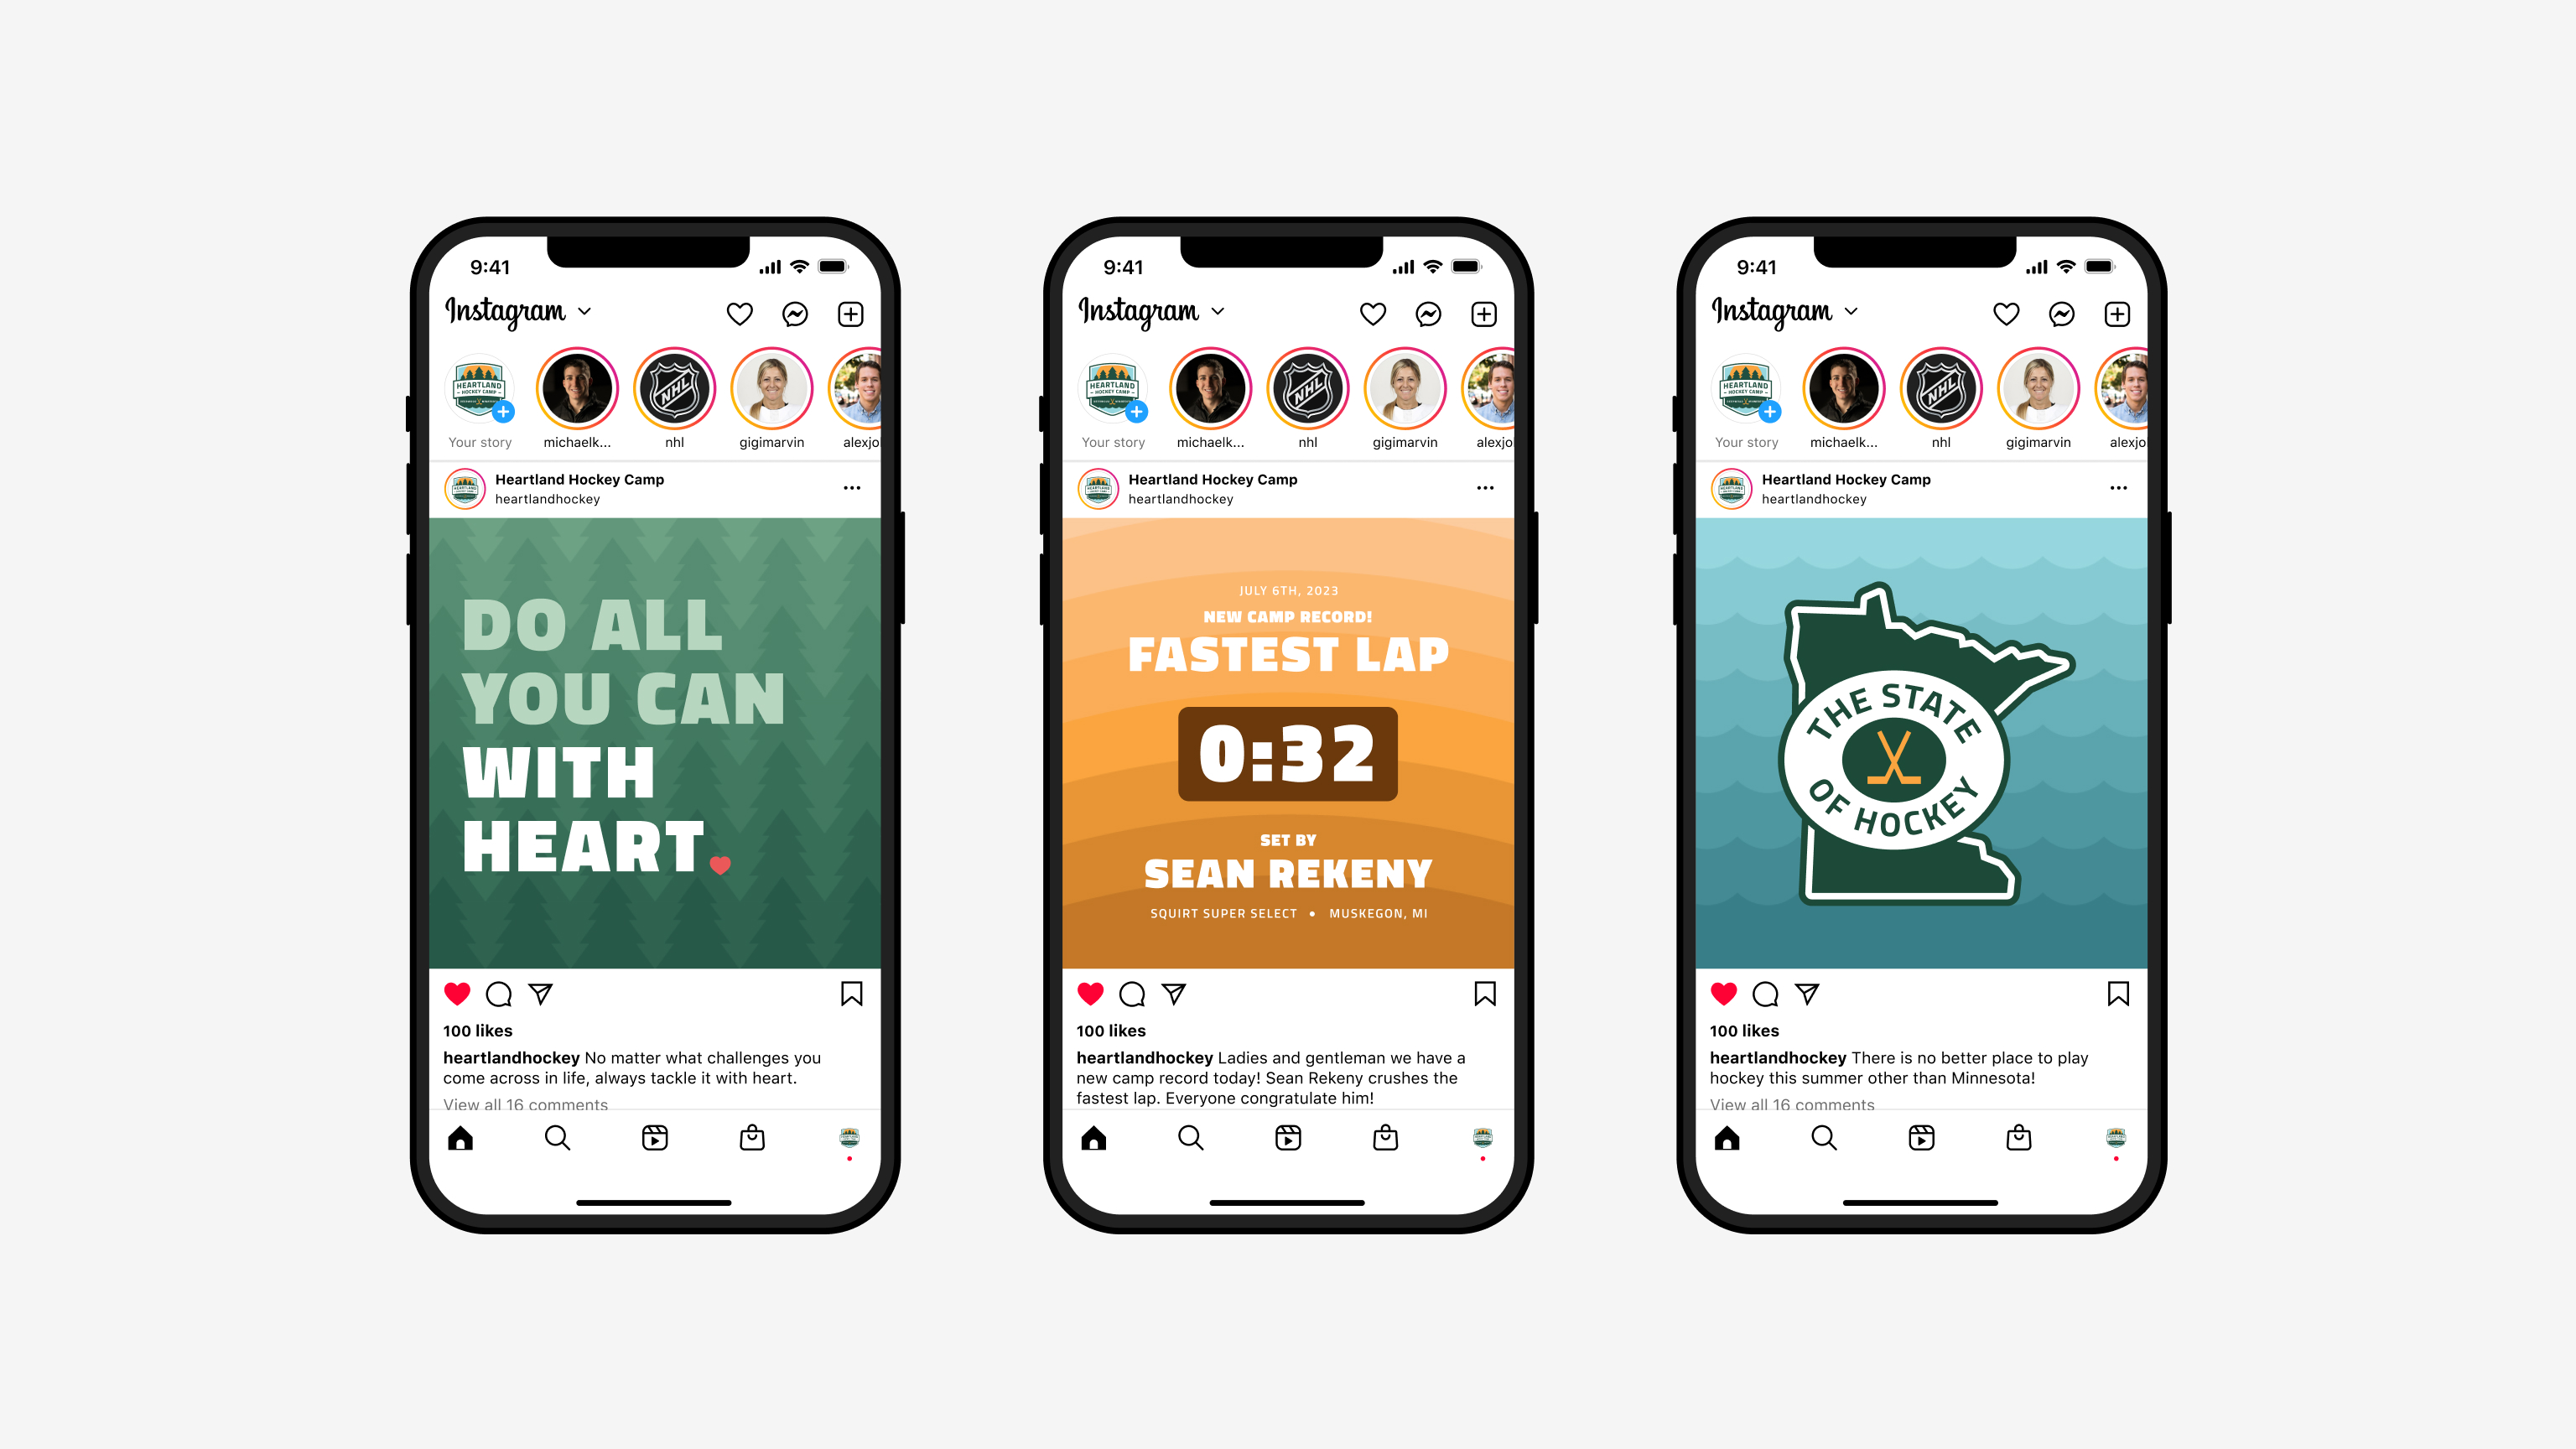 9:41
Instagram
HEARTLAND
HOCKEY CAMP
Your story
michaelk...
NHL
nhl
gigimarvin
alexjo
Heartland Hockey Camp
heartlandhockey
DO ALL
YOU CAN
WITH
HEART
100 likes
heartlandhockey No matter what challenges you
come across in life, always tackle it with heart.
View all 16 comments
9:41
Instagram
HEARTLAND
HOCKEY CAMP
Your story
michaelk...
NHL
nhl
gigimarvin
alexjo
Heartland Hockey Camp
heartlandhockey
JULY 6TH, 2023
NEW CAMP RECORD!
FASTEST LAP
0:32
SET BY
SEAN REKENY
SQUIRT SUPER SELECT • MUSKEGON, MI
100 likes
heartlandhockey Ladies and gentleman we have a
new camp record today! Sean Rekeny crushes the
fastest lap. Everyone congratulate him!
9:41
Instagram
HEARTLAND
HOCKEY CAMP
Your story
michaelk...
NHL
nhl
gigimarvin
alexjo
Heartland Hockey Camp
heartlandhockey
THE STATE
OF HOCKEY
100 likes
heartlandhockey There is no better place to play
hockey this summer other than Minnesota!
View all 16 comments